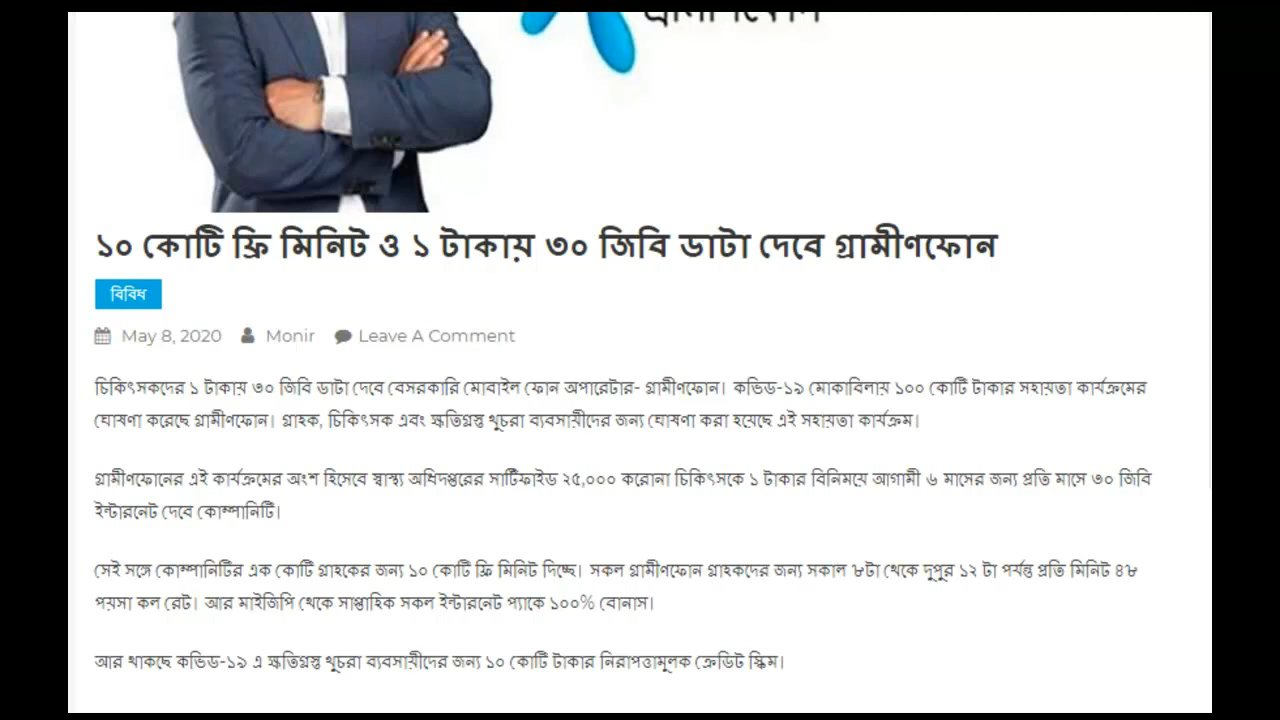 গ্রামীণফোন
১০ কোটি ফ্রি মিনিট ও ১ টাকায় ৩০ জিবি ডাটা দেবে গ্রামীণফোন
বিবিধ
May 8, 2020 Monir Leave A Comment
চিকিৎসকদের ১ টাকায় ৩০ জিবি ডাটা দেবে বেসরকারি মোবাইল ফোন অপারেটর- গ্রামীণফোন। কভিড-১৯ মোকাবিলায় ১০০ কোটি টাকার সহায়তা কার্যক্রমের
ঘোষণা করেছে গ্রামীণফোন। গ্রাহক, চিকিৎসক এবং ক্ষতিগ্রস্ত খুচরা ব্যবসায়ীদের জন্য ঘোষণা করা হয়েছে এই সহায়তা কার্যক্রম।
গ্রামীণফোনের এই কার্যক্রমের অংশ হিসেবে স্বাস্থ্য অধিদপ্তরের সার্টিফাইড ২৫,০০০ করোনা চিকিৎসকে ১ টাকার বিনিময়ে আগামী ৬ মাসের জন্য প্রতি মাসে ৩০ জিবি
ইন্টারনেট দেবে কোম্পানিটি।
সেই সঙ্গে কোম্পানিটির এক কোটি গ্রাহকের জন্য ১০ কোটি ফ্রি মিনিট দিচ্ছে। সকল গ্রামীণফোন গ্রাহকদের জন্য সকাল ৮টা থেকে দুপুর ১২ টা পর্যন্ত প্রতি মিনিট ৪৮
পয়সা কল রেট। আর মাইজিপি থেকে সাপ্তাহিক সকল ইন্টারনেট প্যাকে ১০০% বোনাস।
আর থাকছে কভিড-১৯ এ ক্ষতিগ্রস্ত খুচরা ব্যবসায়ীদের জন্য ১০ কোটি টাকার নিরাপত্তামূলক ক্রেডিট স্কিম।